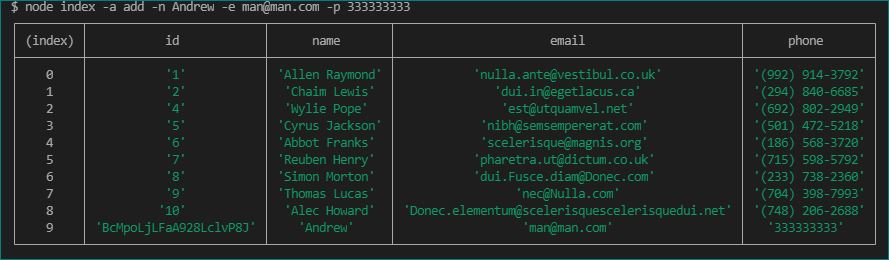 $ node index -a add -n Andrew -e man@man.com -p 333333333
(index) id name email phone
0 '1' 'Allen Raymond' 'nulla.ante@vestibul.co.uk' '(992) 914-3792'
1 '2' 'Chaim Lewis' 'dui.in@egetlacus.ca' '(294) 840-6685'
2 '4' 'Wylie Pope' 'est@utquamvel.net' '(692) 802-2949'
3 '5' 'Cyrus Jackson' 'nibh@semsempererat.com' '(501) 472-5218'
4 '6' 'Abbot Franks' 'scelerisque@magnis.org' '(186) 568-3720'
5 '7' 'Reuben Henry' 'pharetra.ut@dictum.co.uk' '(715) 598-5792'
6 '8' 'Simon Morton' 'dui.Fusce.diam@Donec.com' '(233) 738-2360'
7 '9' 'Thomas Lucas' 'nec@Nulla.com' '(704) 398-7993'
8 '10' 'Alec Howard' 'Donec.elementum@scelerisquescelerisquedui.net' '(748) 206-2688'
9 'BcMpoLjLFaA928LclvP8J' 'Andrew' 'man@man.com' '333333333'